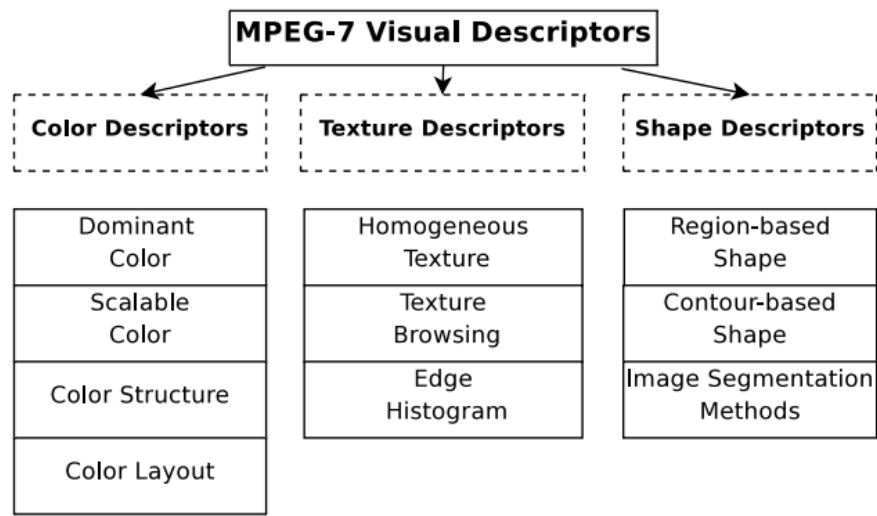 MPEG-7 Visual Descriptors
Color Descriptors
Texture Descriptors
Shape Descriptors
Dominant
Color
Scalable
Color
Color Structure
Color Layout
Homogeneous
Texture
Texture
Browsing
Edge
Histogram
Region-based
Shape
Contour-based
Shape
Image Segmentation
Methods